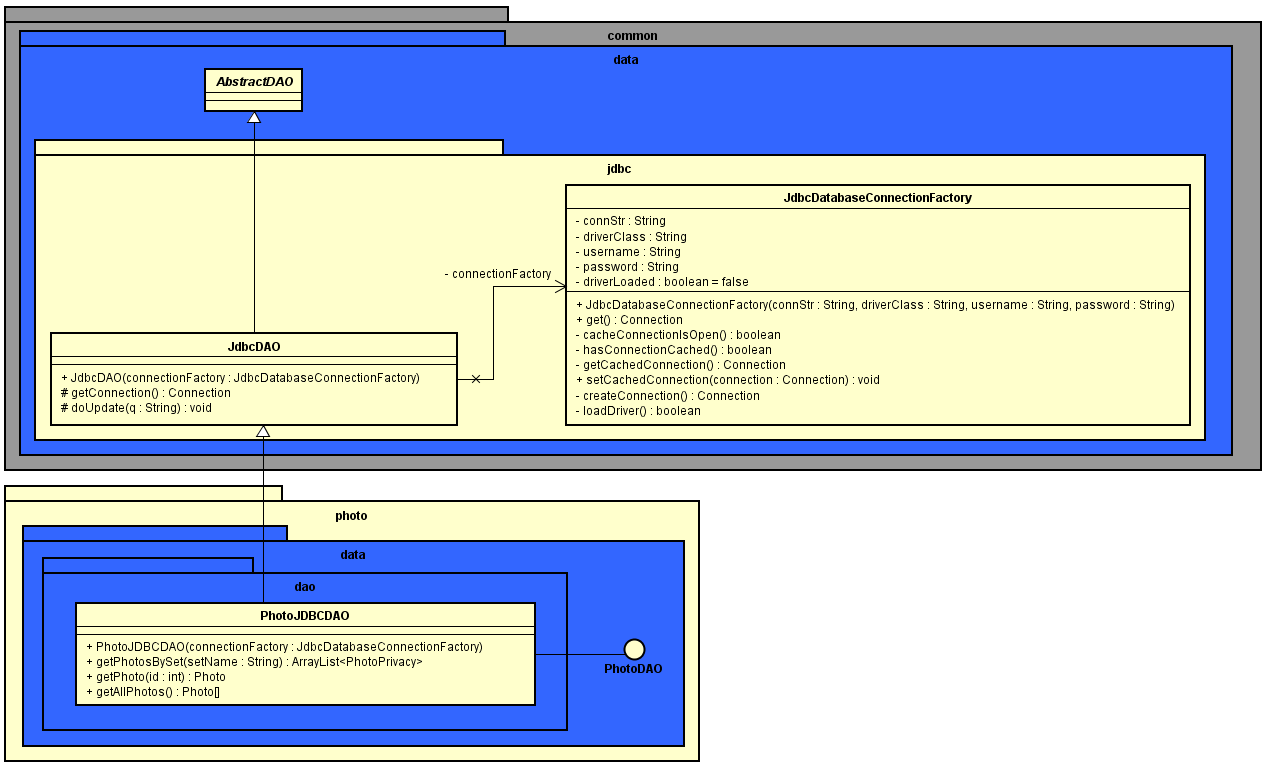 common
data
AbstractDAO
jdbc
JdbcDatabaseConnectionFactory
- connStr : String
- driverClass : String
- username : String
- password : String
- driverLoaded : boolean = false
+ JdbcDatabaseConnectionFactory(connStr : String, driverClass : String, username : String, password : String)
+ get() : Connection
- cacheConnectionIsOpen() : boolean
- hasConnectionCached() : boolean
- getCachedConnection() : Connection
+ setCachedConnection(connection : Connection) : void
- createConnection() : Connection
- loadDriver() : boolean
- connectionFactory
JdbcDAO
+ JdbcDAO(connectionFactory : JdbcDatabaseConnectionFactory)
# getConnection() : Connection
# doUpdate(q : String) : void
photo
data
dao
PhotoJDBCDAO
+ PhotoJDBCDAO(connectionFactory : JdbcDatabaseConnectionFactory)
+ getPhotosBySet(setName : String) : ArrayList<PhotoPrivacy>
+ getPhoto(id : int) : Photo
+ getAllPhotos() : Photo[]
PhotoDAO